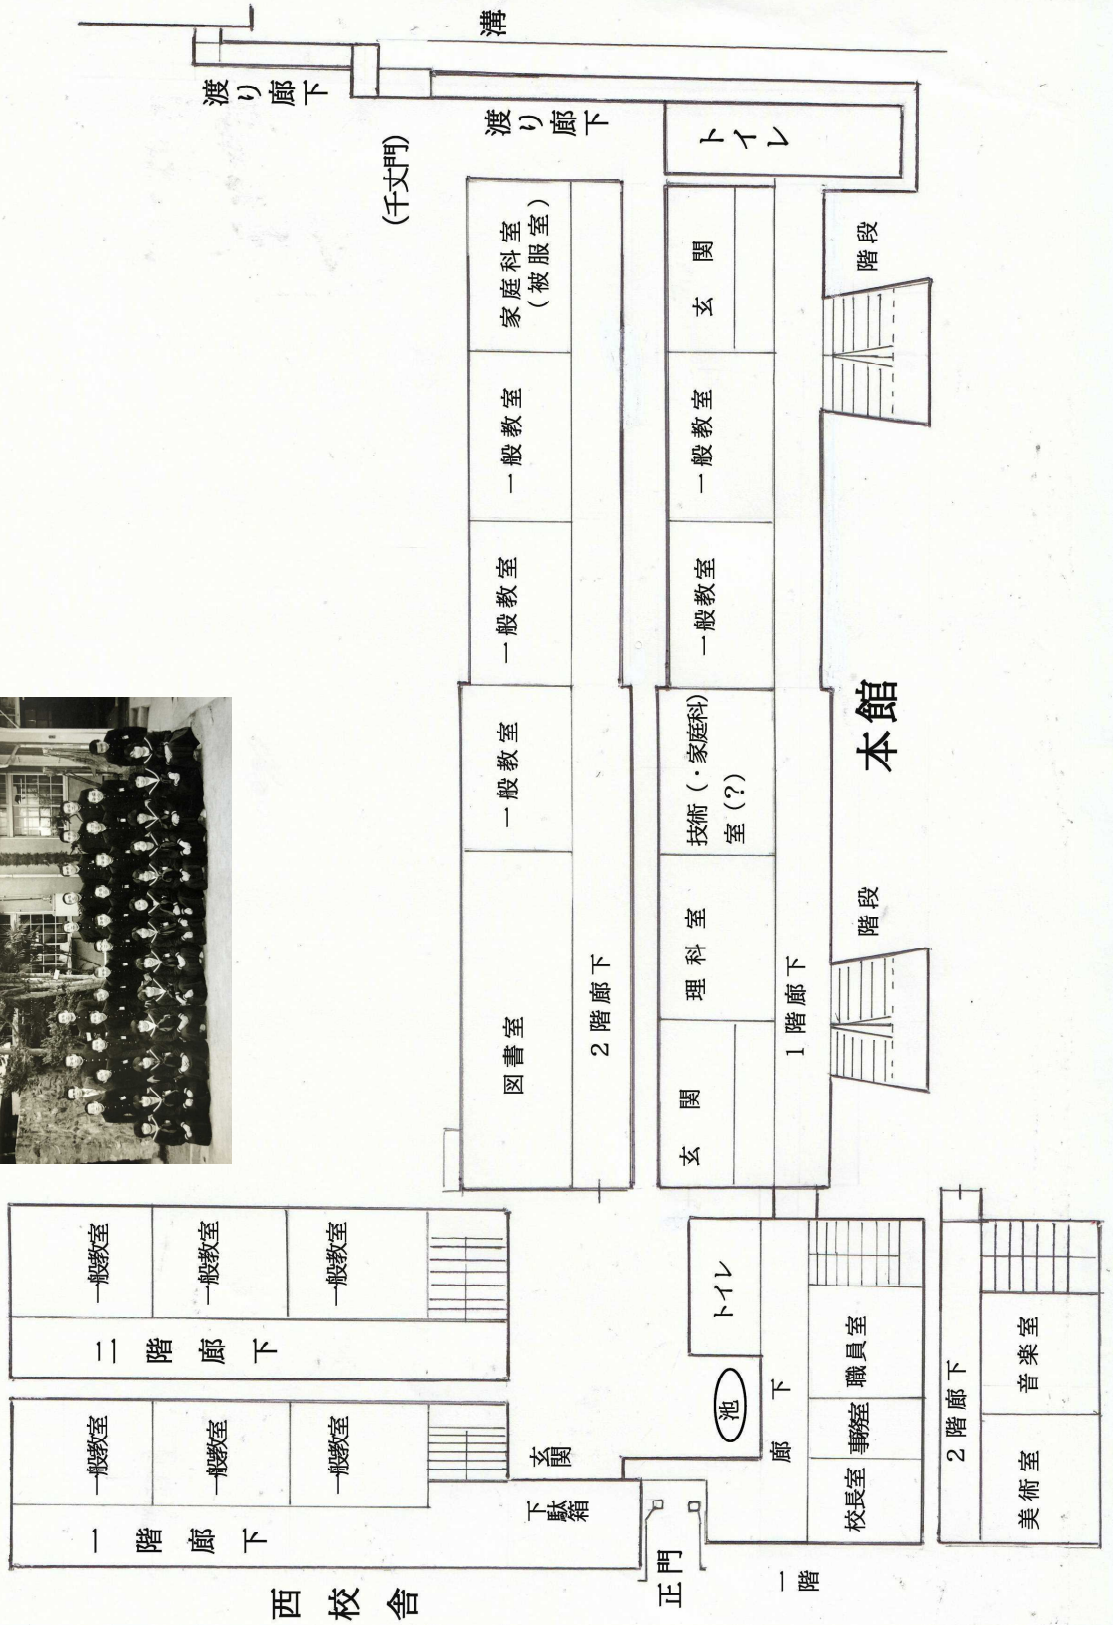 溝
渡り廊下
渡り廊下
トイレ
(千丈門)
家庭科室
(被服室)
一般教室
一般教室
一般教室
図書室
2階廊下
玄関
一般教室
一般教室
技術(・家庭科)
室(?)
理科室
玄関
1階廊下
階段
階段
本館
一般教室
一般教室
一般教室
二階廊下
一般教室
一般教室
一般教室
一階廊下
玄関
下駄箱
西校舎
正門
トイレ
池
廊下
職員室
事務室
校長室
一階
2階廊下
音楽室
美術室